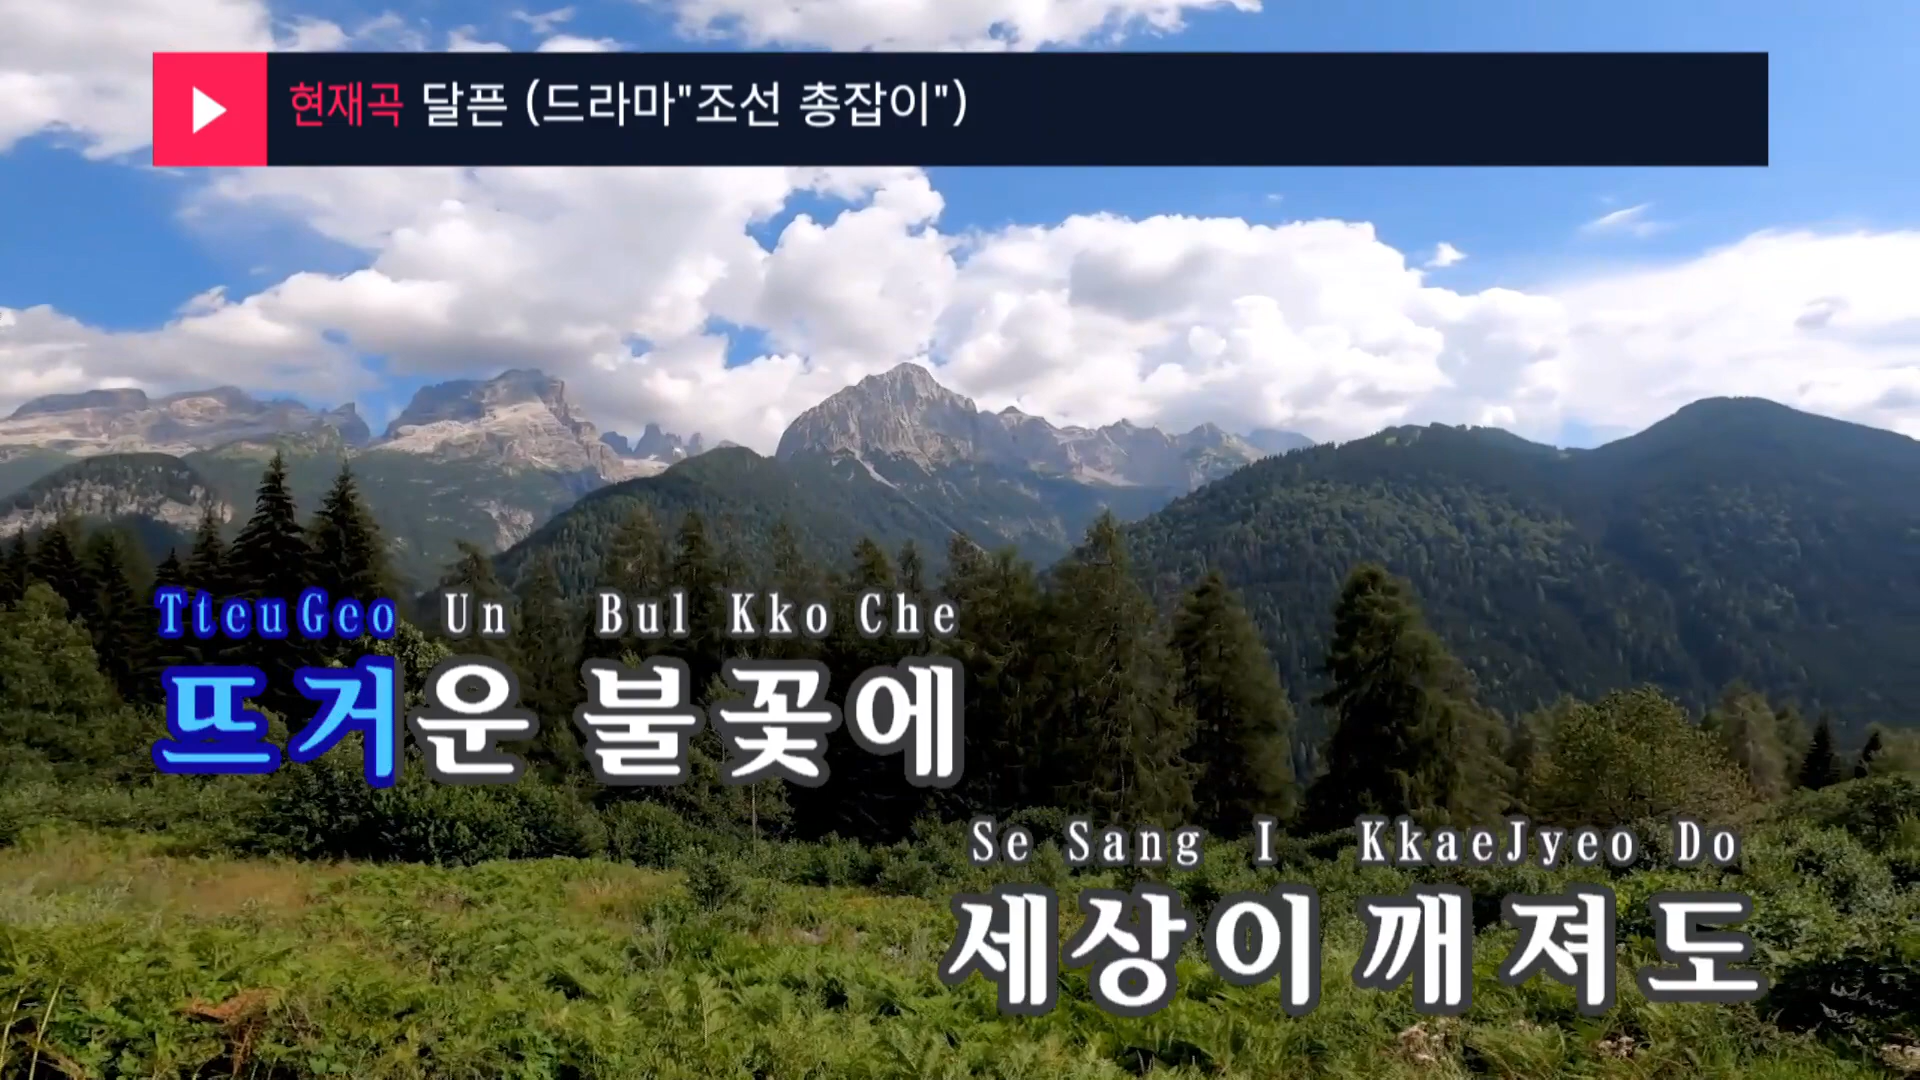 현재곡 달픈 (드라마"조선 총잡이")
TteuGeo Un Bul Kko Che
뜨거운 불꽃에
Se Sang I KkaeJyeo Do
세상이 깨져도